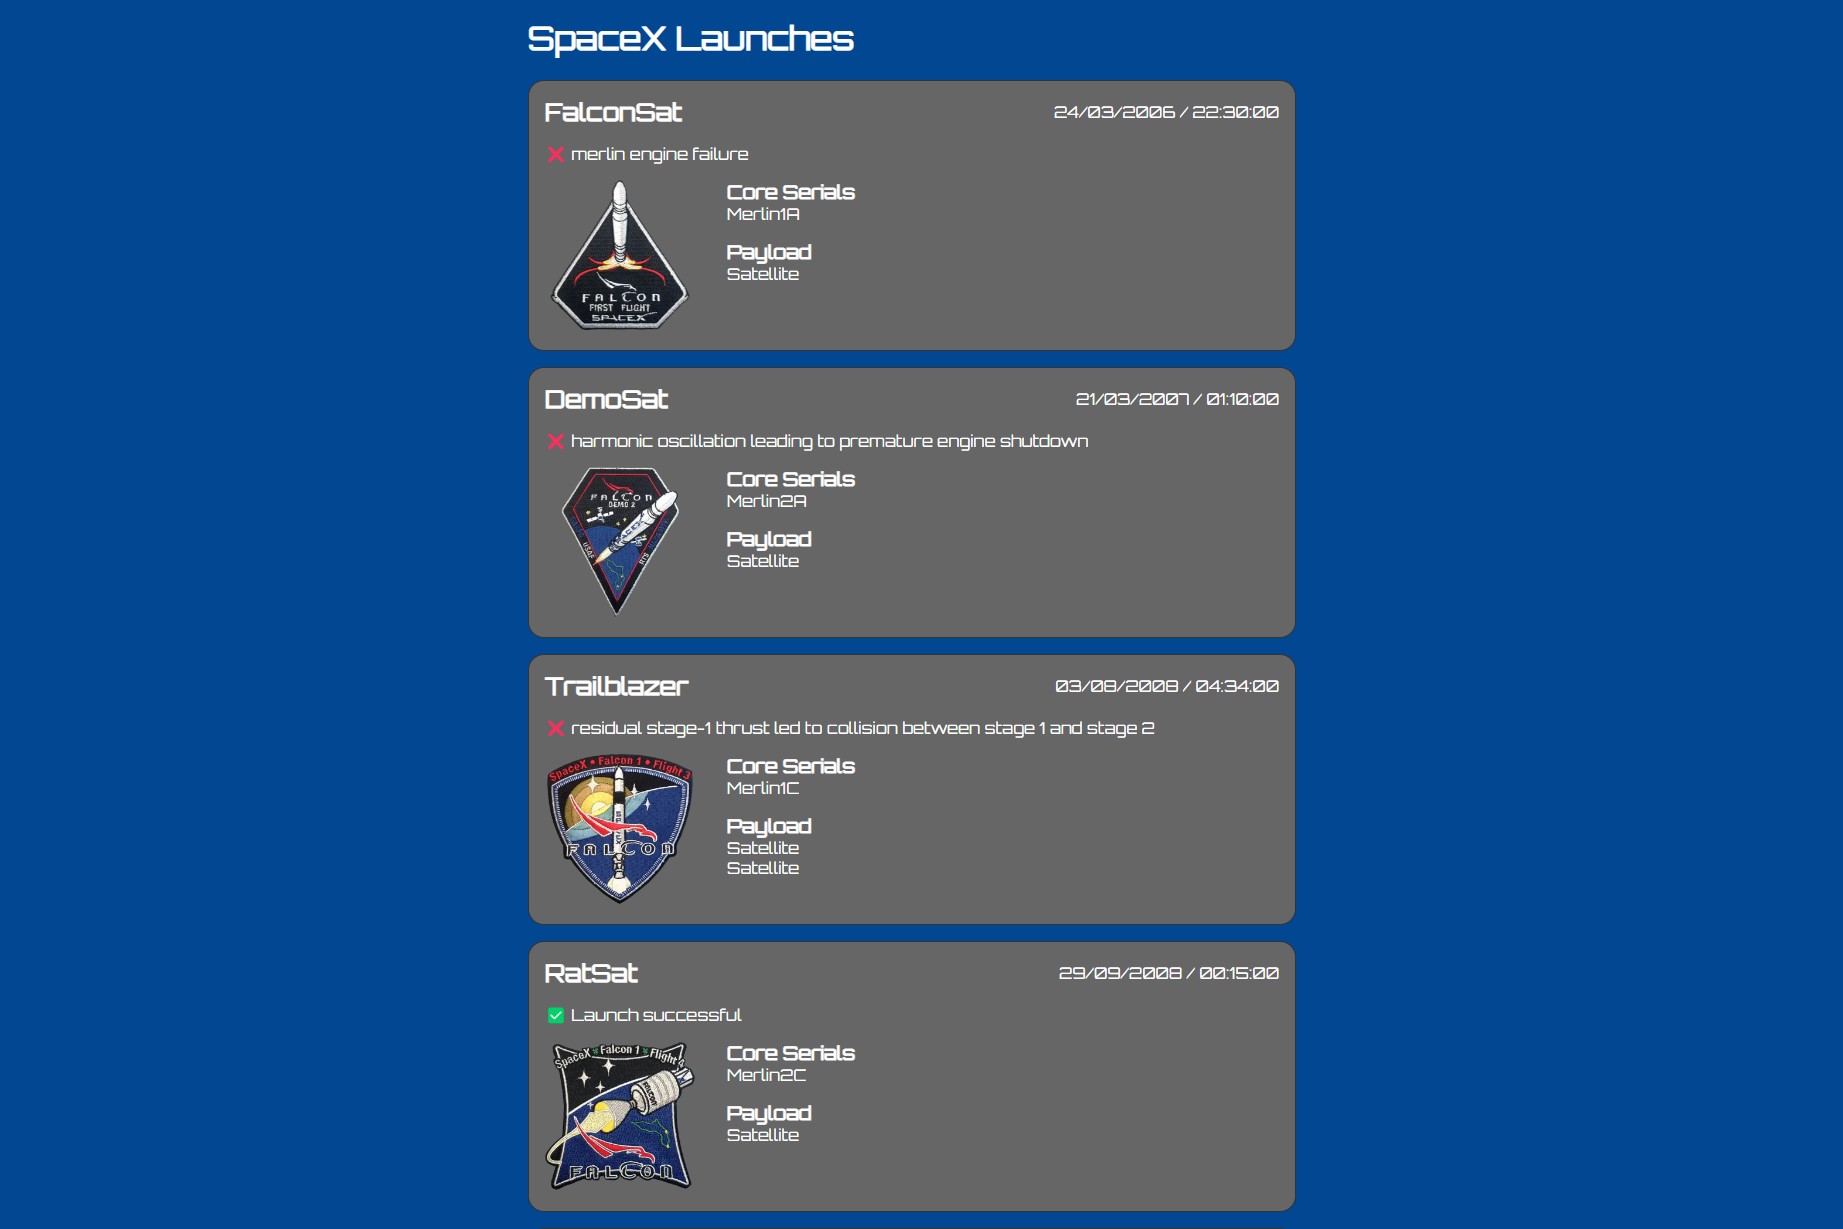 SpaceX Launches
FalconSat
24/03/2006 / 22:30:00
❌ merlin engine failure
Core Serials
Merlin1A
Payload
Satellite
FALCON
FIRST FLIGHT
SPACEX
DemoSat
21/03/2007 / 01:10:00
❌ harmonic oscillation leading to premature engine shutdown
Core Serials
Merlin2A
Payload
Satellite
FALCON
DEMO 2
USAF
Trailblazer
03/08/2008 / 04:34:00
❌ residual stage-1 thrust led to collision between stage 1 and stage 2
Core Serials
Merlin1C
Payload
Satellite
Satellite
SpaceX • Falcon 1 • Flight 3
FALCON
RatSat
29/09/2008 / 00:15:00
✅ Launch successful
Core Serials
Merlin2C
Payload
Satellite
SpaceX Falcon 1 Flight 4
FALCON